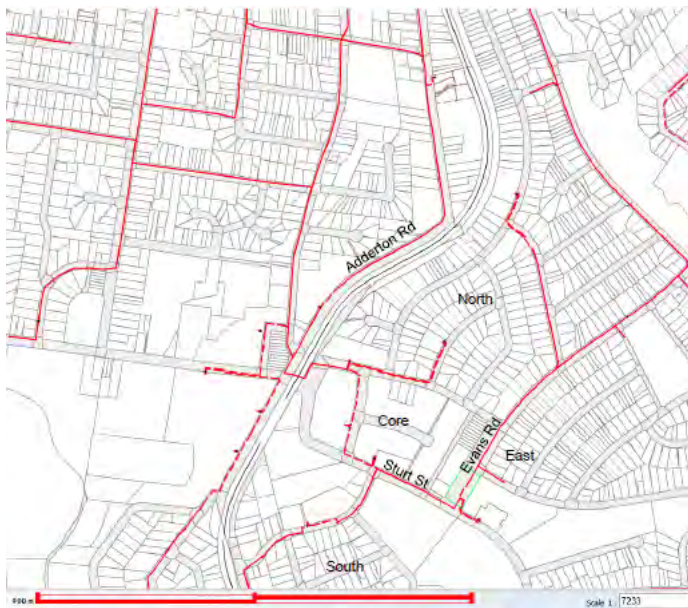 Adderton Rd
North
Core
Evans Rd
East
Sturt St
South
Scale 1: 7233